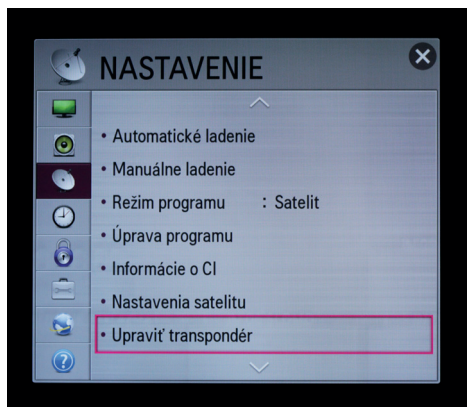 NASTAVENIE
• Automatické ladenie
• Manuálne ladenie
• Režim programu : Satelit
• Úprava programu
• Informácie o CI
• Nastavenia satelitu
• Upraviť transpondér